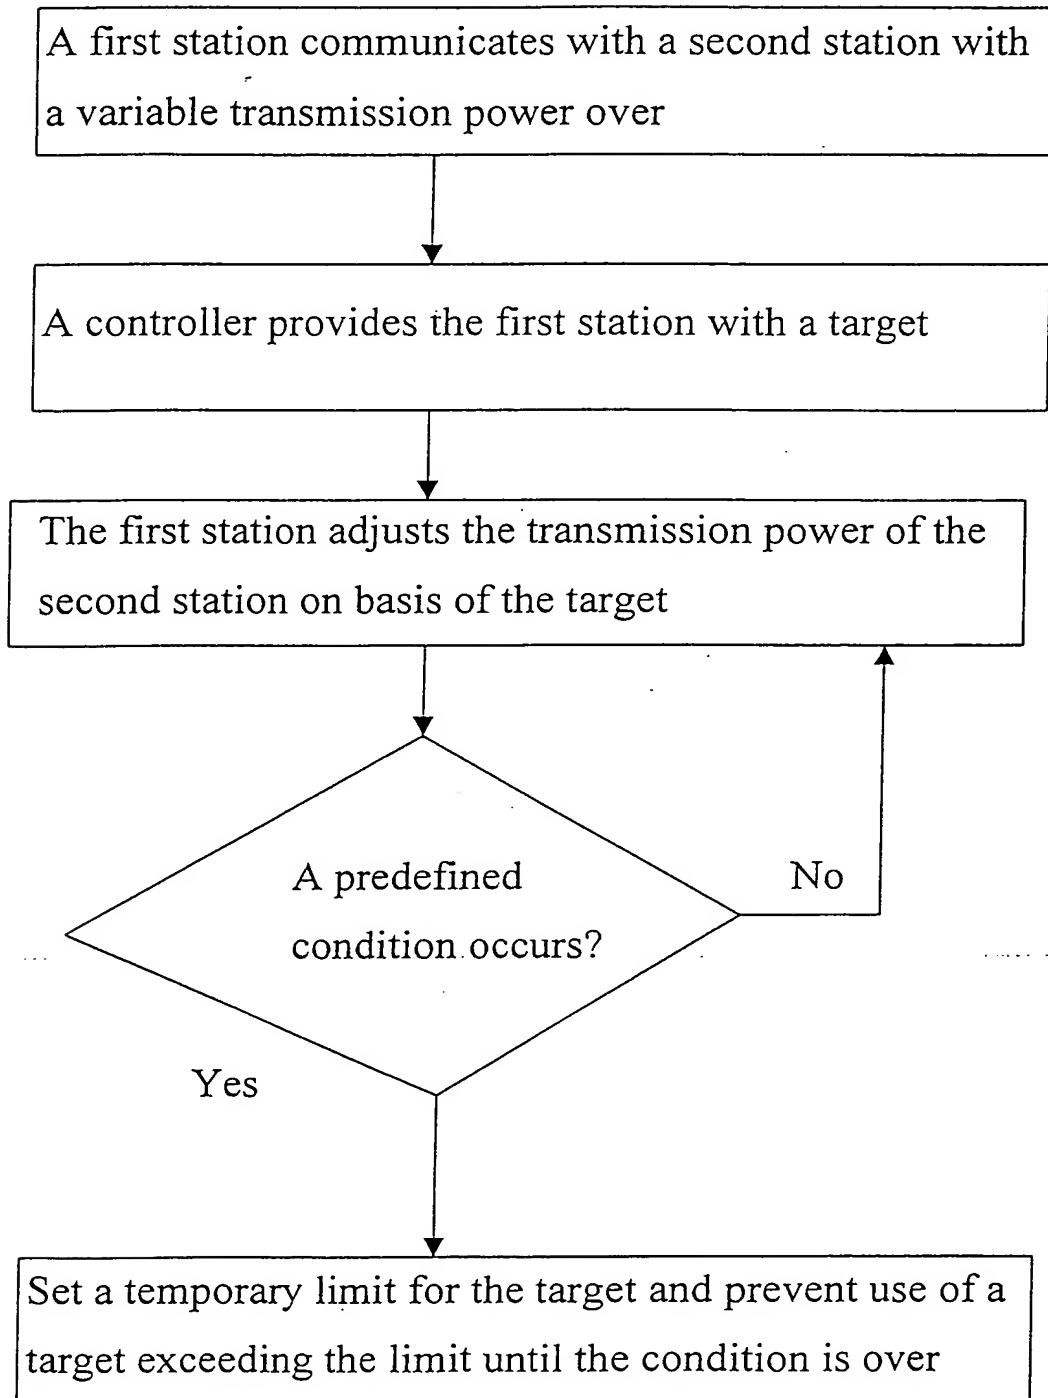 A first station communicates with a second station with
a variable transmission power over
A controller provides the first station with a target
The first station adjusts the transmission power of the
second station on basis of the target
A predefined
condition occurs?
No
Yes
Set a temporary limit for the target and prevent use of a
target exceeding the limit until the condition is over